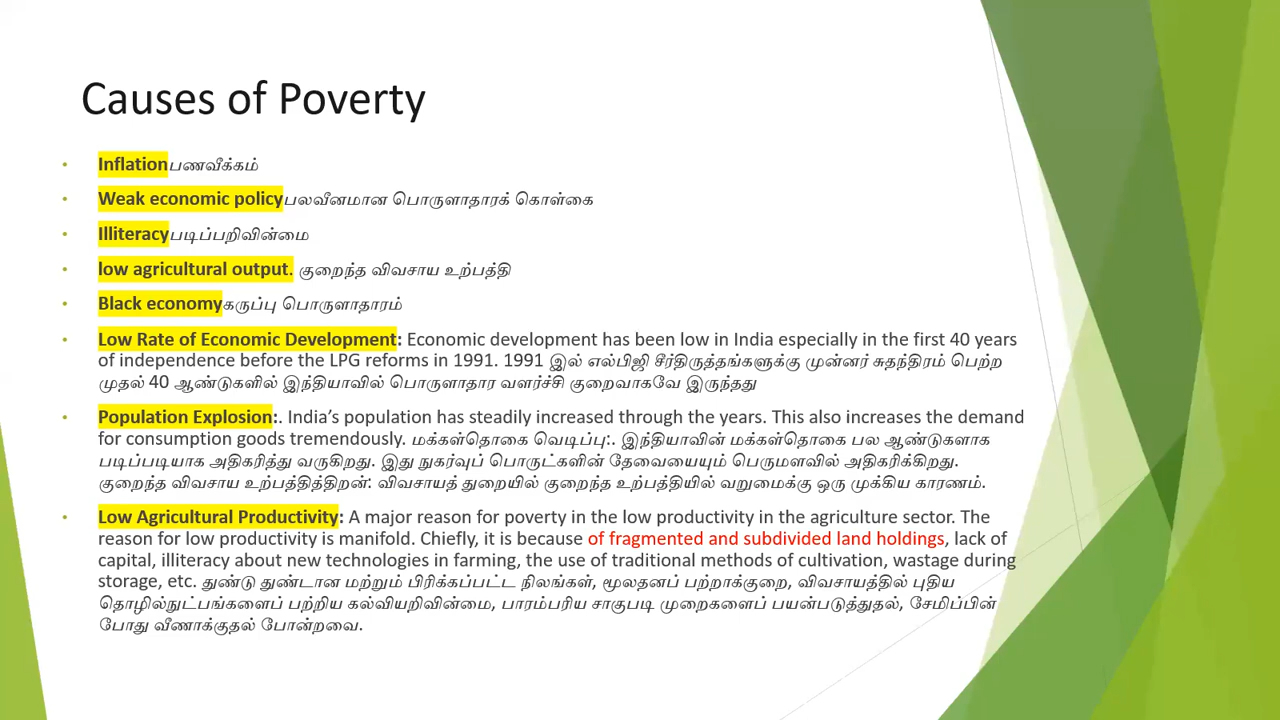 Causes of Poverty
• Inflationபணவீக்கம்
• Weak economic policyபலவீனமான பொருளாதாரக் கொள்கை
• Illiteracyபடிப்பறிவின்மை
• low agricultural output. குறைந்த விவசாய உற்பத்தி
• Black economyகருப்பு பொருளாதாரம்
• Low Rate of Economic Development: Economic development has been low in India especially in the first 40 years
of independence before the LPG reforms in 1991. 1991 இல் எல்பிஜி சீர்திருத்தங்களுக்கு முன்னர் சுதந்திரம் பெற்ற
முதல் 40 ஆண்டுகளில் இந்தியாவில் பொருளாதார வளர்ச்சி குறைவாகவே இருந்தது
• Population Explosion:. India’s population has steadily increased through the years. This also increases the demand
for consumption goods tremendously. மக்கள்தொகை வெடிப்பு:. இந்தியாவின் மக்கள்தொகை பல ஆண்டுகளாக
படிப்படியாக அதிகரித்து வருகிறது. இது நுகர்வுப் பொருட்களின் தேவையையும் பெருமளவில் அதிகரிக்கிறது.
குறைந்த விவசாய உற்பத்தித்திறன்: விவசாயத் துறையில் குறைந்த உற்பத்தியில் வறுமைக்கு ஒரு முக்கிய காரணம்.
• Low Agricultural Productivity: A major reason for poverty in the low productivity in the agriculture sector. The
reason for low productivity is manifold. Chiefly, it is because of fragmented and subdivided land holdings, lack of
capital, illiteracy about new technologies in farming, the use of traditional methods of cultivation, wastage during
storage, etc. துண்டு துண்டான மற்றும் பிரிக்கப்பட்ட நிலங்கள், மூலதனப் பற்றாக்குறை, விவசாயத்தில் புதிய
தொழில்நுட்பங்களைப் பற்றிய கல்வியறிவின்மை, பாரம்பரிய சாகுபடி முறைகளைப் பயன்படுத்துதல், சேமிப்பின்
போது வீணாக்குதல் போன்றவை.